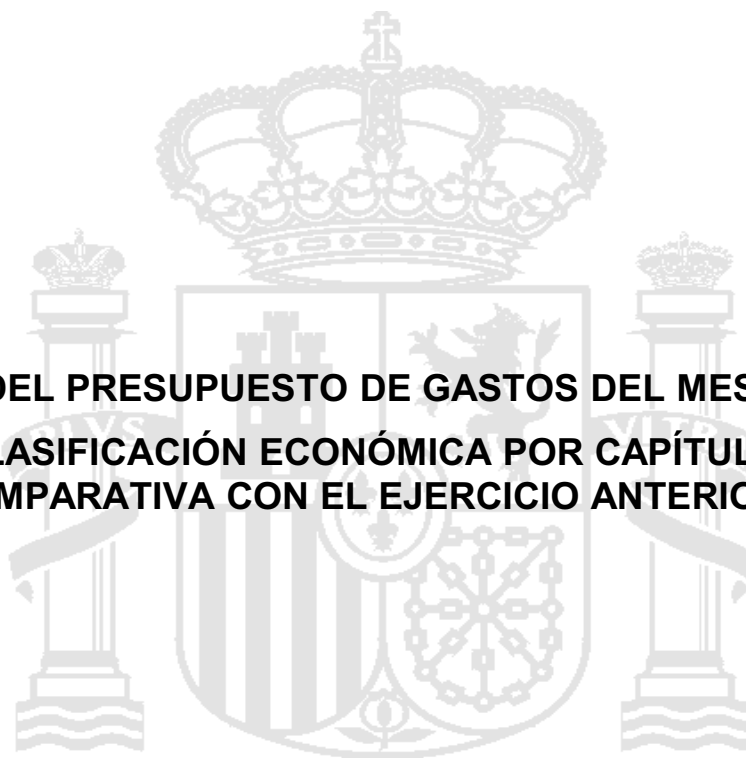 DEL PRESUPUESTO DE GASTOS DEL MES
LASIFICACIÓN ECONÓMICA POR CAPÍTUL
MPARATIVA CON EL EJERCICIO ANTERIO